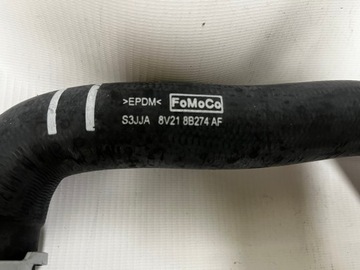 >EPDM< FoMoCo
S3JJA 8V21 8B274 AF